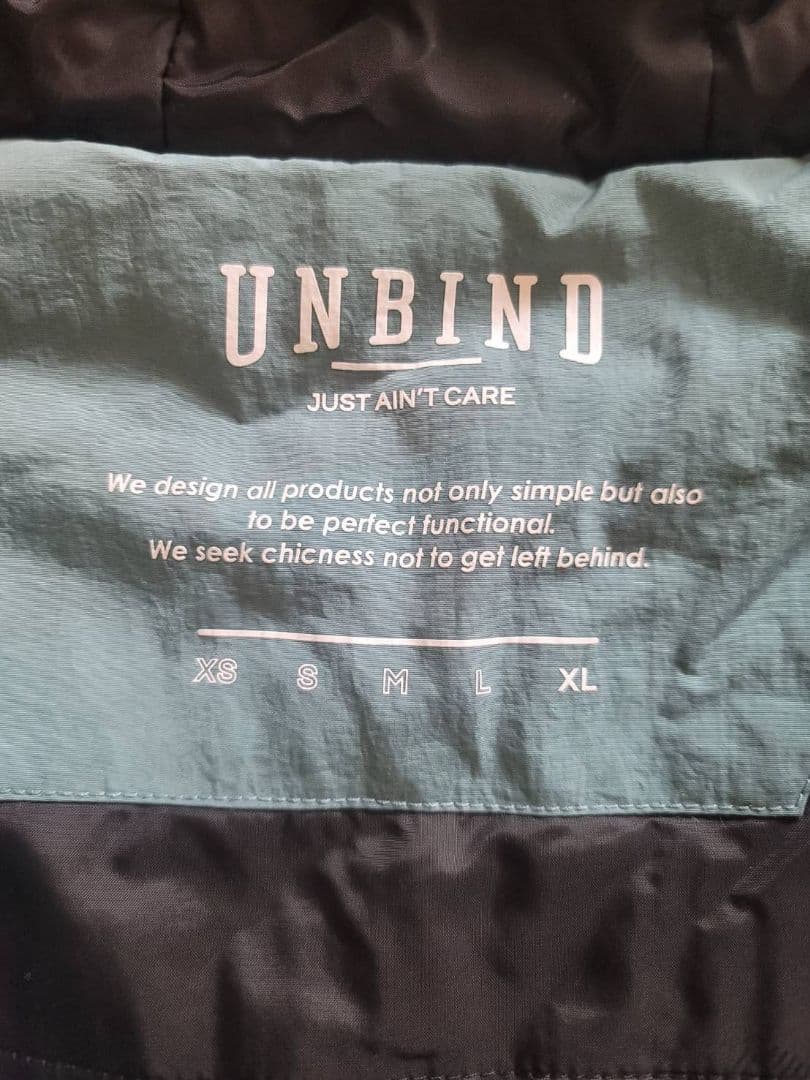 UNBIND
JUST AIN'T CARE
We design all products not only simple but also
to be perfect functional.
We seek chicness not to get left behind.
XS S M L XL